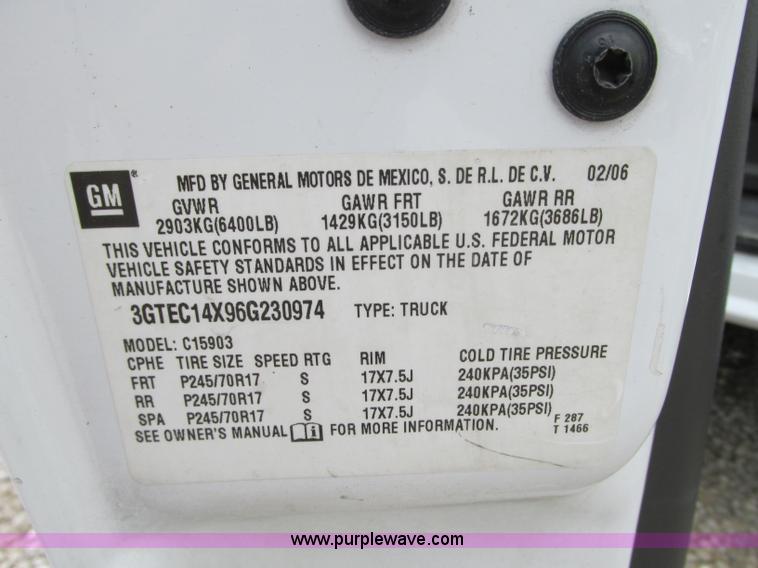 GM® MFD BY GENERAL MOTORS DE MEXICO, S. DE R.L. DE C.V. 02/06
GVWR GAWR FRT GAWR RR
2903KG(6400LB) 1429KG(3150LB) 1672KG(3686LB)
THIS VEHICLE CONFORMS TO ALL APPLICABLE U.S. FEDERAL MOTOR
VEHICLE SAFETY STANDARDS IN EFFECT ON THE DATE OF
MANUFACTURE SHOWN ABOVE.
3GTEC14X96G230974 TYPE: TRUCK
MODEL: C15903
CPHE TIRE SIZE SPEED RTG RIM COLD TIRE PRESSURE
FRT P245/70R17 S 17X7.5J 240KPA(35PSI)
RR P245/70R17 S 17X7.5J 240KPA(35PSI)
SPA P245/70R17 S 17X7.5J 240KPA(35PSI)
SEE OWNER'S MANUAL FOR MORE INFORMATION.
F 287
T 1466
www.purplewave.com